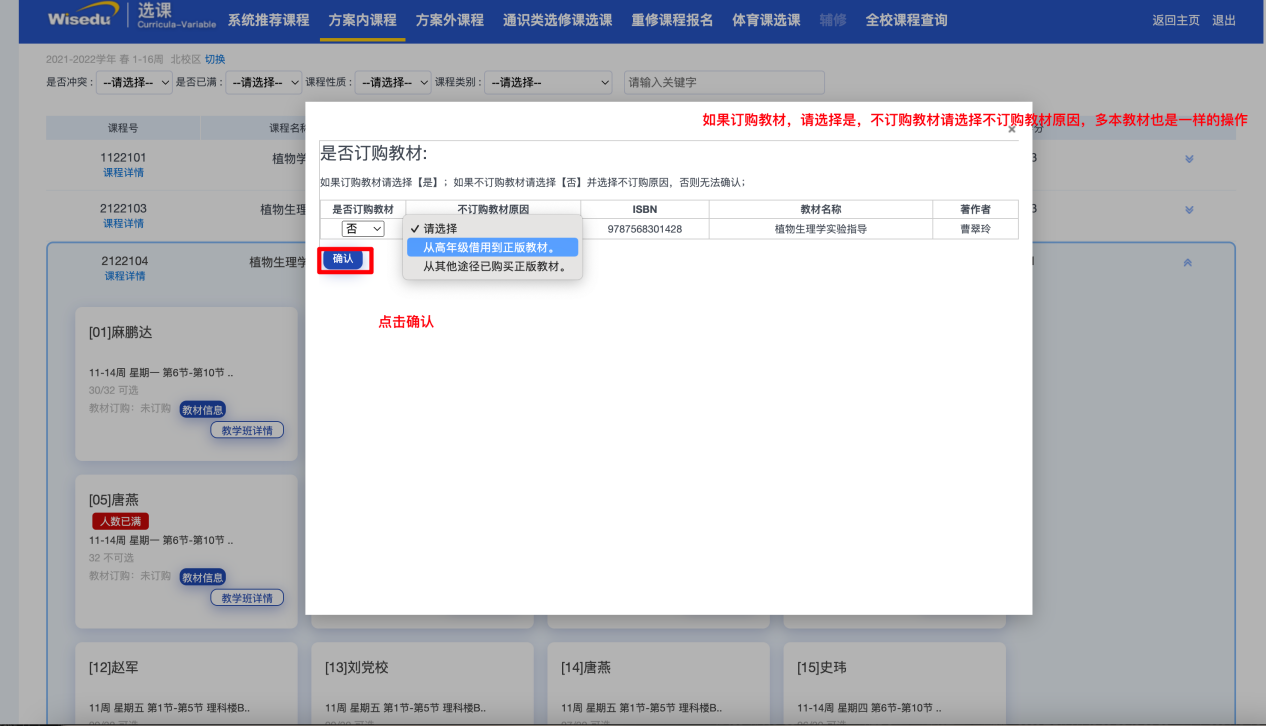 Wisedu 选课 Curricula-Variable 系统推荐课程 方案内课程 方案外课程 通识类选修课选课 重修课程报名 体育课选课 辅修 全校课程查询 返回主页 退出
2021-2022学年 春 1-16周 北校区 切换
是否冲突： --请选择-- 是否已满： --请选择-- 课程性质： --请选择-- 课程类别： --请选择-- 请输入关键字
如果订购教材，请选择是，不订购教材请选择不订购教材原因，多本教材也是一样的操作
×
课程号 课程名称 分
1122101 植物学 3
课程详情
2122103 植物生理 3
课程详情
2122104 植物生理学
课程详情
是否订购教材:
如果订购教材请选择【是】；如果不订购教材请选择【否】并选择不订购原因，否则无法确认；
是否订购教材 不订购教材原因 ISBN 教材名称 著作者
否 ✓ 请选择 9787568301428 植物生理学实验指导 曹翠玲
从高年级借用到正版教材。
从其他途径已购买正版教材。
确认
点击确认
[01]麻鹏达
11-14周 星期一 第6节-第10节 ..
30/32 可选
教材订购：未订购 教材信息
教学班详情
[05]唐燕
人数已满
11-14周 星期一 第6节-第10节 ..
32 不可选
教材订购：未订购 教材信息
教学班详情
[12]赵军 [13]刘党校 [14]唐燕 [15]史玮
11周 星期五 第1节-第5节 理科楼B.. 11周 星期五 第1节-第5节 理科楼B.. 11周 星期五 第1节-第5节 理科楼B.. 11-14周 星期四 第6节-第10节 ..